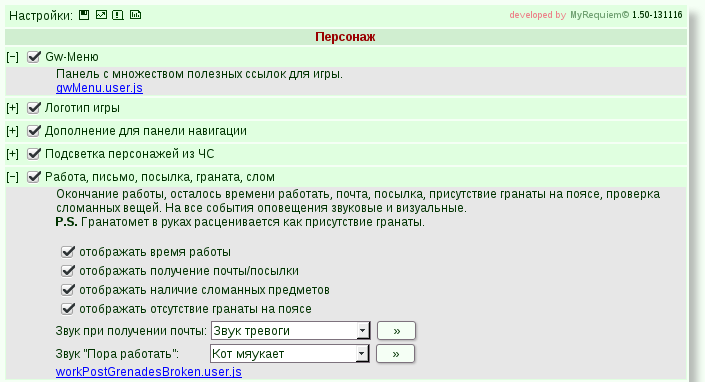 Настройки:
developed by MyRequiem© 1.50-131116
Персонаж
[−] Gw-Меню
Панель с множеством полезных ссылок для игры.
gwMenu.user.js
[+] Логотип игры
[+] Дополнение для панели навигации
[+] Подсветка персонажей из ЧС
[−] Работа, письмо, посылка, граната, слом
Окончание работы, осталось времени работать, почта, посылка, присутствие гранаты на поясе, проверка
сломанных вещей. На все события оповещения звуковые и визуальные.
P.S. Гранатомет в руках расценивается как присутствие гранаты.
отображать время работы
отображать получение почты/посылки
отображать наличие сломанных предметов
отображать отсутствие гранаты на поясе
Звук при получении почты: Звук тревоги »
Звук "Пора работать": Кот мяукает »
workPostGrenadesBroken.user.js